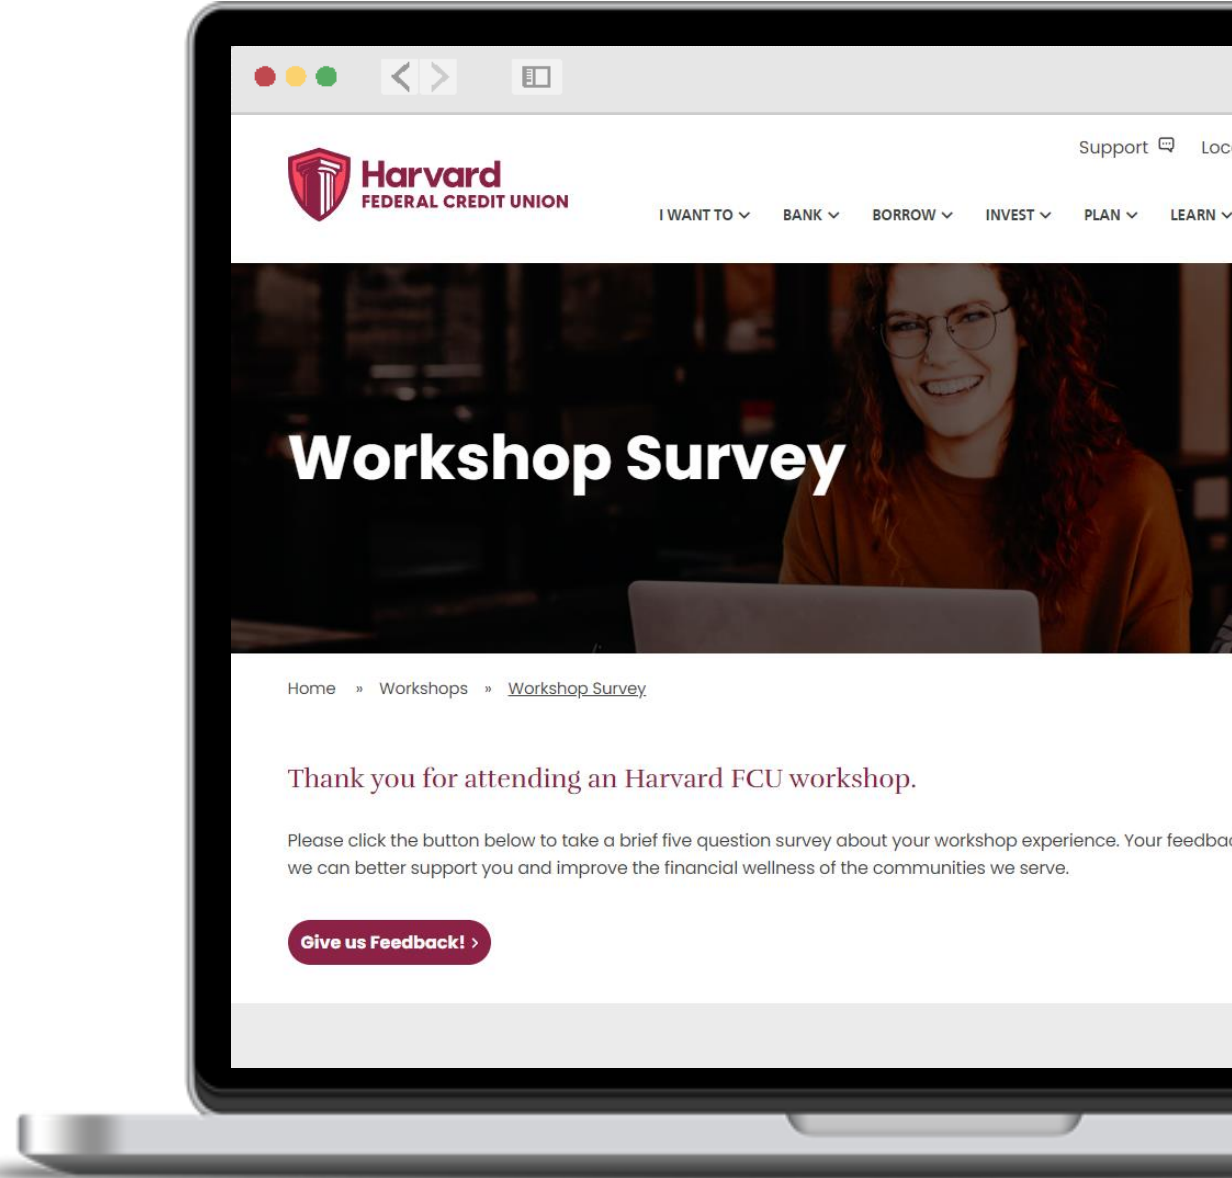 Harvard
FEDERAL CREDIT UNION
Support
I WANT TO BANK BORROW INVEST PLAN LEARN
Workshop Survey
Home » Workshops » Workshop Survey
Thank you for attending an Harvard FCU workshop.
Please click the button below to take a brief five question survey about your workshop experience. Your
we can better support you and improve the financial wellness of the communities we serve.
Give us Feedback! >